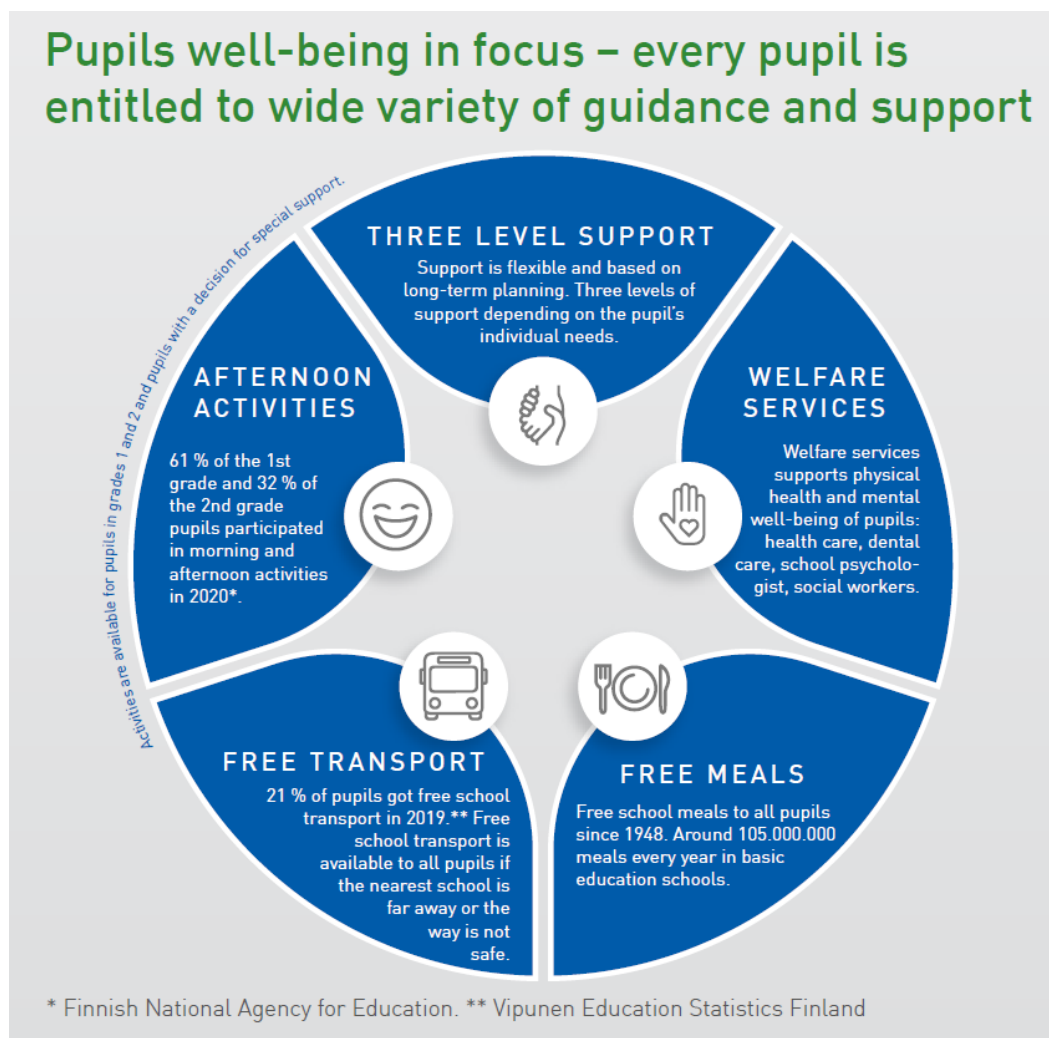 Pupils well-being in focus – every pupil is
entitled to wide variety of guidance and support
THREE LEVEL SUPPORT
Support is flexible and based on
long-term planning. Three levels of
support depending on the pupil's
individual needs.
WELFARE
SERVICES
Welfare services
supports physical
health and mental
well-being of pupils:
health care, dental
care, school psycholo-
gist, social workers.
FREE MEALS
Free school meals to all pupils
since 1948. Around 105.000.000
meals every year in basic
education schools.
FREE TRANSPORT
21 % of pupils got free school
transport in 2019.** Free
school transport is
available to all pupils if
the nearest school is
far away or the
way is not
safe.
AFTERNOON
ACTIVITIES
61 % of the 1st
grade and 32 % of
the 2nd grade
pupils participated
in morning and
afternoon activities
in 2020*.
Activities are available for pupils in grades 1 and 2 and pupils with a decision for special support.
* Finnish National Agency for Education. ** Vipunen Education Statistics Finland